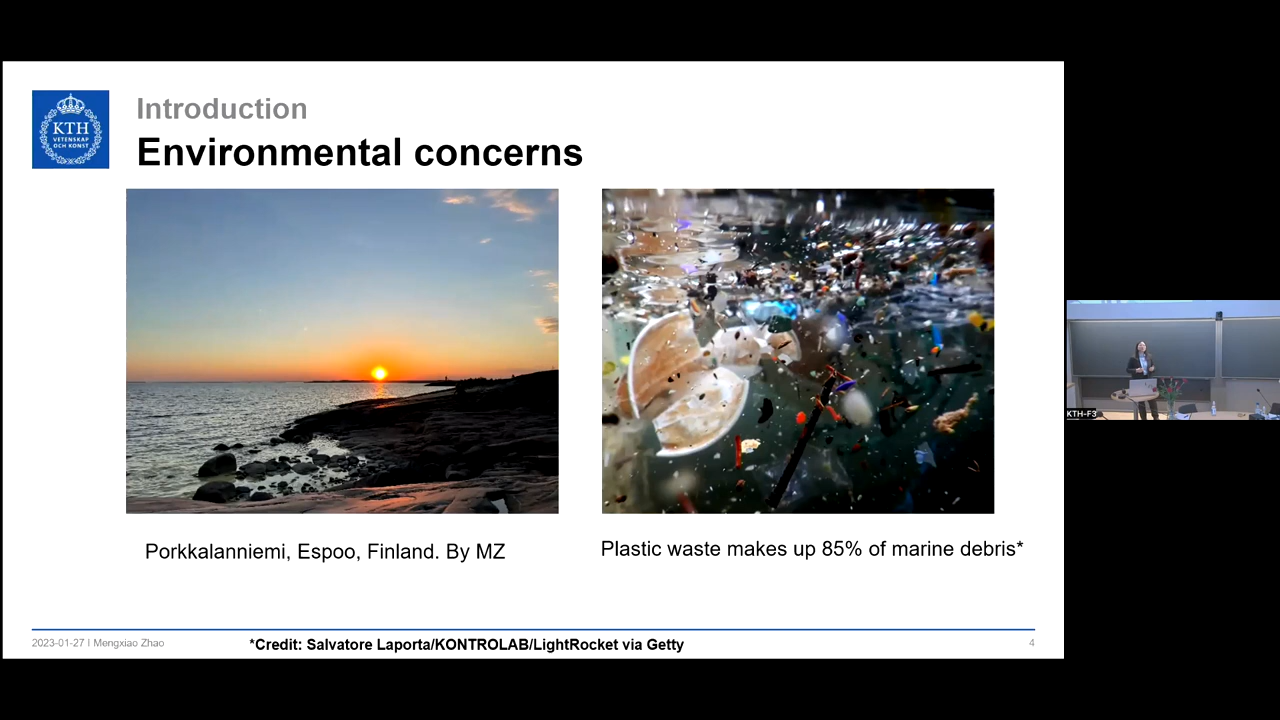 KTH
VETENSKAP
OCH KONST
Introduction
Environmental concerns
Porkkalanniemi, Espoo, Finland. By MZ
Plastic waste makes up 85% of marine debris*
2023-01-27 | Mengxiao Zhao
*Credit: Salvatore Laporta/KONTROLAB/LightRocket via Getty
4
KTH-F3